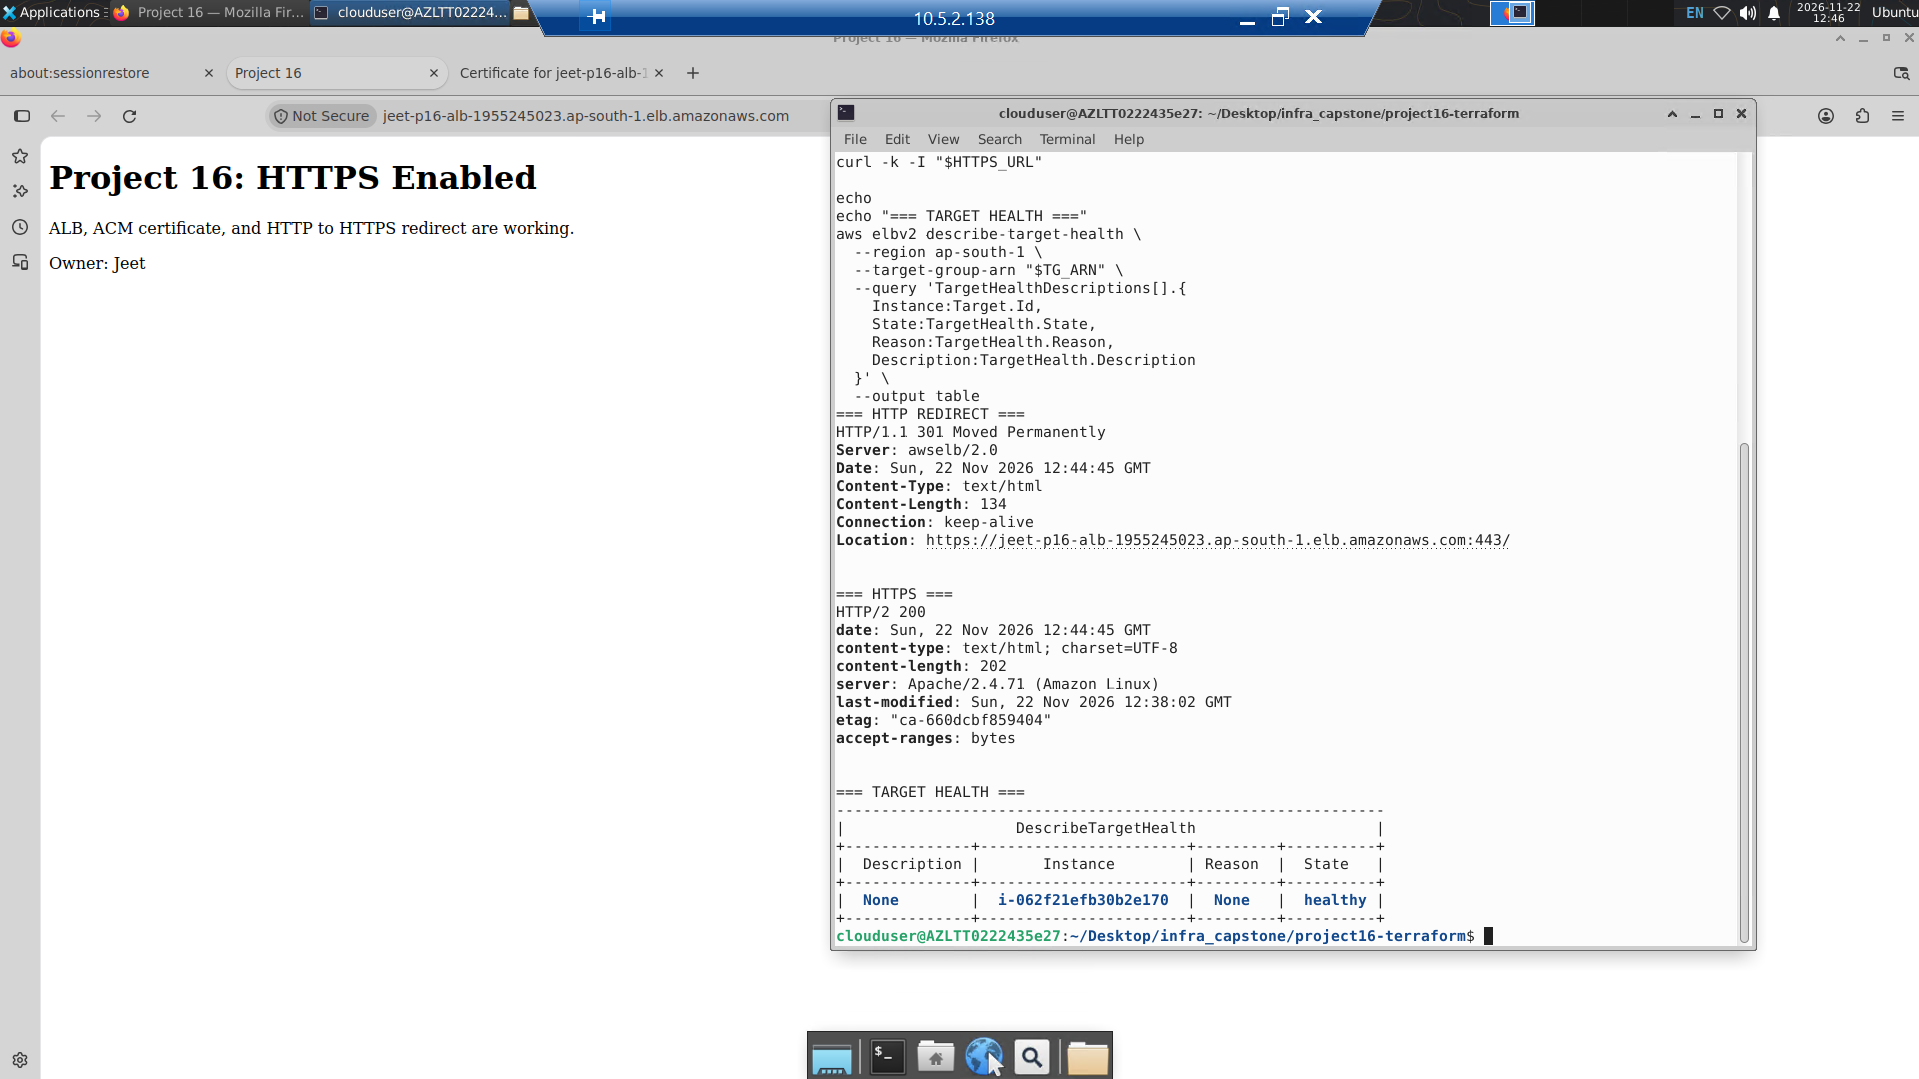 Applications
Project 16 — Mozilla Fir...
clouduser@AZLTT02224...
10.5.2.138
EN
2026-11-22
12:46
Ubuntu
Project 16 — Mozilla Firefox
about:sessionrestore
Project 16
Certificate for jeet-p16-alb-1
Not Secure
jeet-p16-alb-1955245023.ap-south-1.elb.amazonaws.com
Project 16: HTTPS Enabled
ALB, ACM certificate, and HTTP to HTTPS redirect are working.
Owner: Jeet
clouduser@AZLTT0222435e27: ~/Desktop/infra_capstone/project16-terraform
File Edit View Search Terminal Help
curl -k -I "$HTTPS_URL"
echo
echo "=== TARGET HEALTH ==="
aws elbv2 describe-target-health \
--region ap-south-1 \
--target-group-arn "$TG_ARN" \
--query 'TargetHealthDescriptions[].{
Instance:Target.Id,
State:TargetHealth.State,
Reason:TargetHealth.Reason,
Description:TargetHealth.Description
}' \
--output table
=== HTTP REDIRECT ===
HTTP/1.1 301 Moved Permanently
Server: awselb/2.0
Date: Sun, 22 Nov 2026 12:44:45 GMT
Content-Type: text/html
Content-Length: 134
Connection: keep-alive
Location: https://jeet-p16-alb-1955245023.ap-south-1.elb.amazonaws.com:443/
=== HTTPS ===
HTTP/2 200
date: Sun, 22 Nov 2026 12:44:45 GMT
content-type: text/html; charset=UTF-8
content-length: 202
server: Apache/2.4.71 (Amazon Linux)
last-modified: Sun, 22 Nov 2026 12:38:02 GMT
etag: "ca-660dcbf859404"
accept-ranges: bytes
=== TARGET HEALTH ===
-------------------------------------------------------------
| DescribeTargetHealth |
+--------------+-----------------------+---------+----------+
| Description | Instance | Reason | State |
+--------------+-----------------------+---------+----------+
| None | i-062f21efb30b2e170 | None | healthy |
+--------------+-----------------------+---------+----------+
clouduser@AZLTT0222435e27:~/Desktop/infra_capstone/project16-terraform$